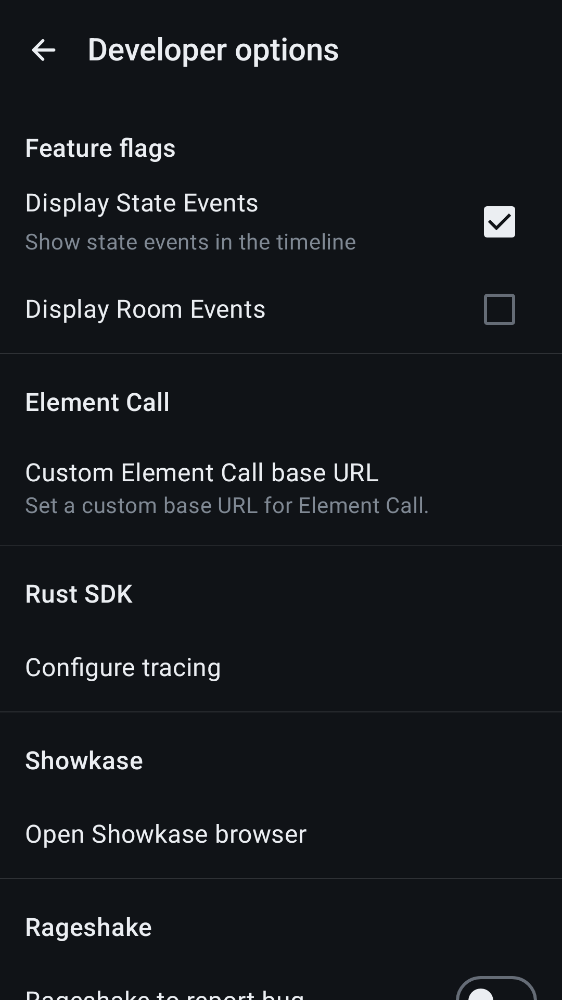 Developer options
Feature flags
Display State Events
Show state events in the timeline
Display Room Events
Element Call
Custom Element Call base URL
Set a custom base URL for Element Call.
Rust SDK
Configure tracing
Showkase
Open Showkase browser
Rageshake
Rageshake to report bug